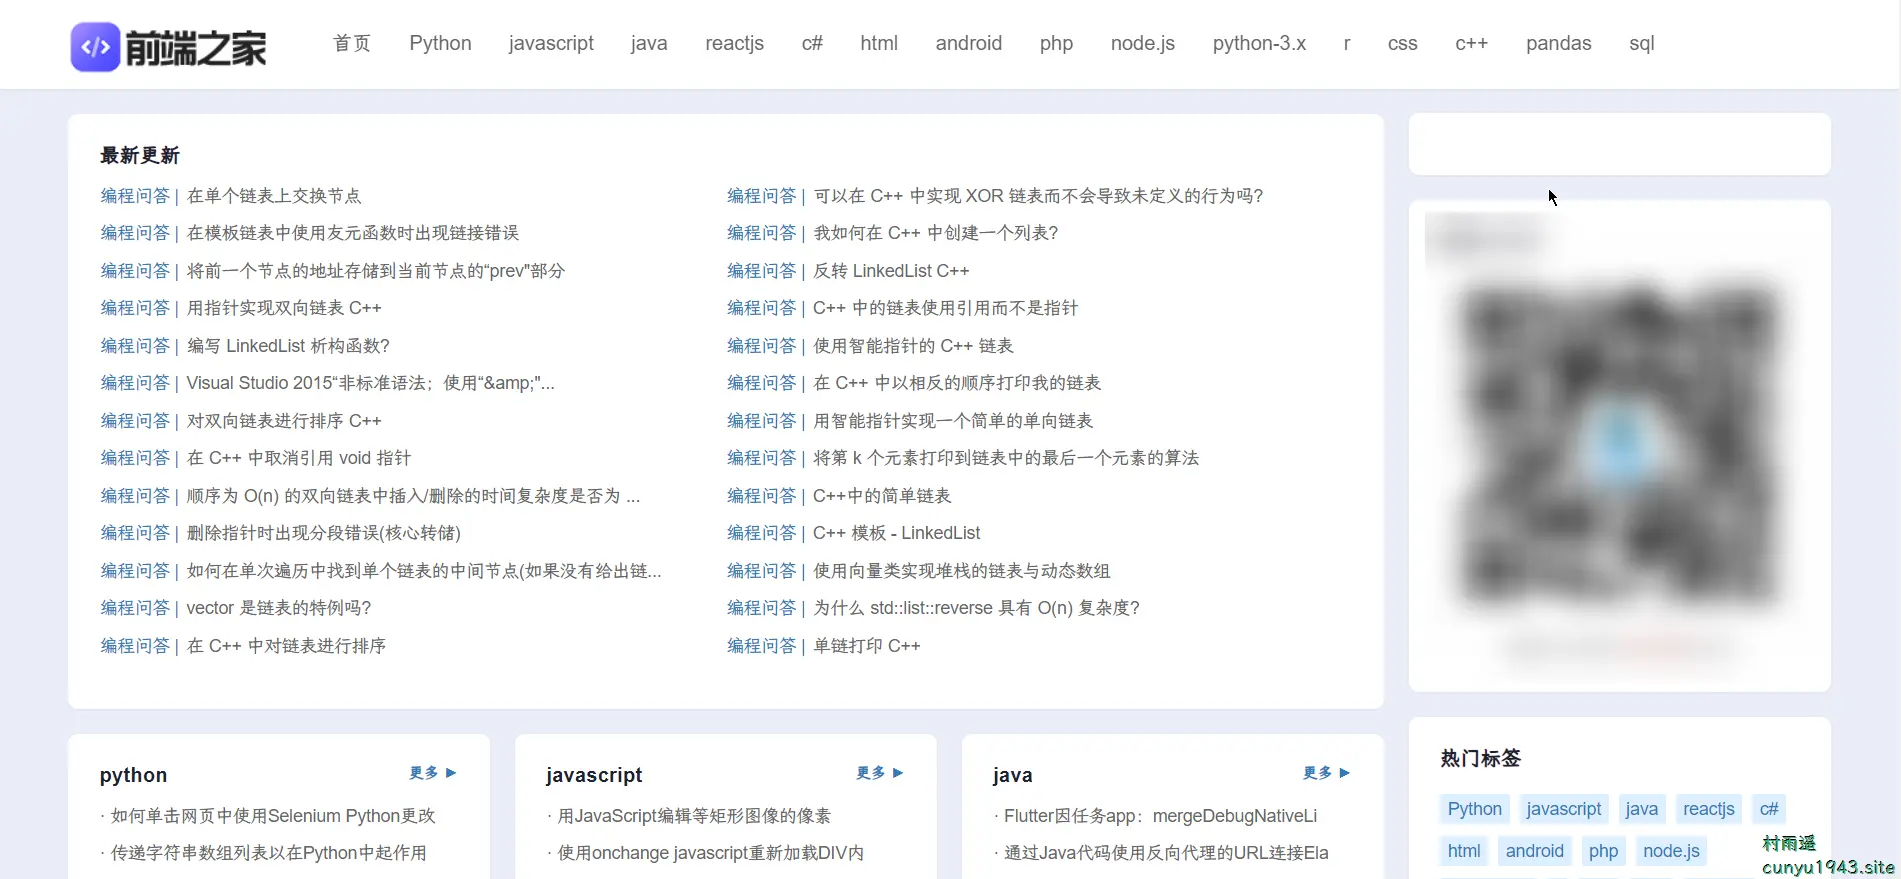 前端之家
首页 Python javascript java reactjs c# html android php node.js python-3.x r css c++ pandas sql
最新更新
编程问答 | 在单个链表上交换节点
编程问答 | 在模板链表中使用友元函数时出现链接错误
编程问答 | 将前一个节点的地址存储到当前节点的“prev"部分
编程问答 | 用指针实现双向链表 C++
编程问答 | 编写 LinkedList 析构函数?
编程问答 | Visual Studio 2015“非标准语法；使用“&amp;"...
编程问答 | 对双向链表进行排序 C++
编程问答 | 在 C++ 中取消引用 void 指针
编程问答 | 顺序为 O(n) 的双向链表中插入/删除的时间复杂度是否为 ...
编程问答 | 删除指针时出现分段错误(核心转储)
编程问答 | 如何在单次遍历中找到单个链表的中间节点(如果没有给出链...
编程问答 | vector 是链表的特例吗?
编程问答 | 在 C++ 中对链表进行排序
编程问答 | 可以在 C++ 中实现 XOR 链表而不会导致未定义的行为吗?
编程问答 | 我如何在 C++ 中创建一个列表?
编程问答 | 反转 LinkedList C++
编程问答 | C++ 中的链表使用引用而不是指针
编程问答 | 使用智能指针的 C++ 链表
编程问答 | 在 C++ 中以相反的顺序打印我的链表
编程问答 | 用智能指针实现一个简单的单向链表
编程问答 | 将第 k 个元素打印到链表中的最后一个元素的算法
编程问答 | C++中的简单链表
编程问答 | C++ 模板 - LinkedList
编程问答 | 使用向量类实现堆栈的链表与动态数组
编程问答 | 为什么 std::list::reverse 具有 O(n) 复杂度?
编程问答 | 单链打印 C++
python 更多 ►
· 如何单击网页中使用Selenium Python更改
· 传递字符串数组列表以在Python中起作用
javascript 更多 ►
· 用JavaScript编辑等矩形图像的像素
· 使用onchange javascript重新加载DIV内
java 更多 ►
· Flutter因任务app：mergeDebugNativeLi
· 通过Java代码使用反向代理的URL连接Ela
热门标签
Python javascript java reactjs c#
html android php node.js
村雨遥
cunyu1943.site